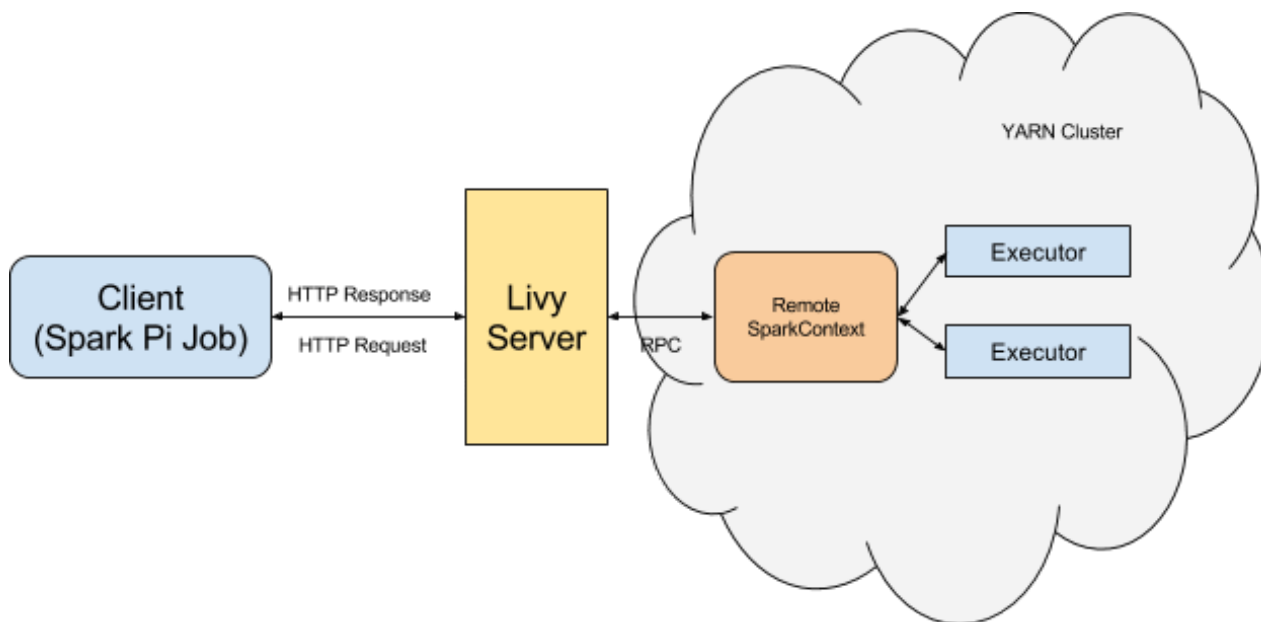 YARN Cluster
Client
(Spark Pi Job)
HTTP Response
HTTP Request
Livy
Server
RPC
Remote
SparkContext
Executor
Executor